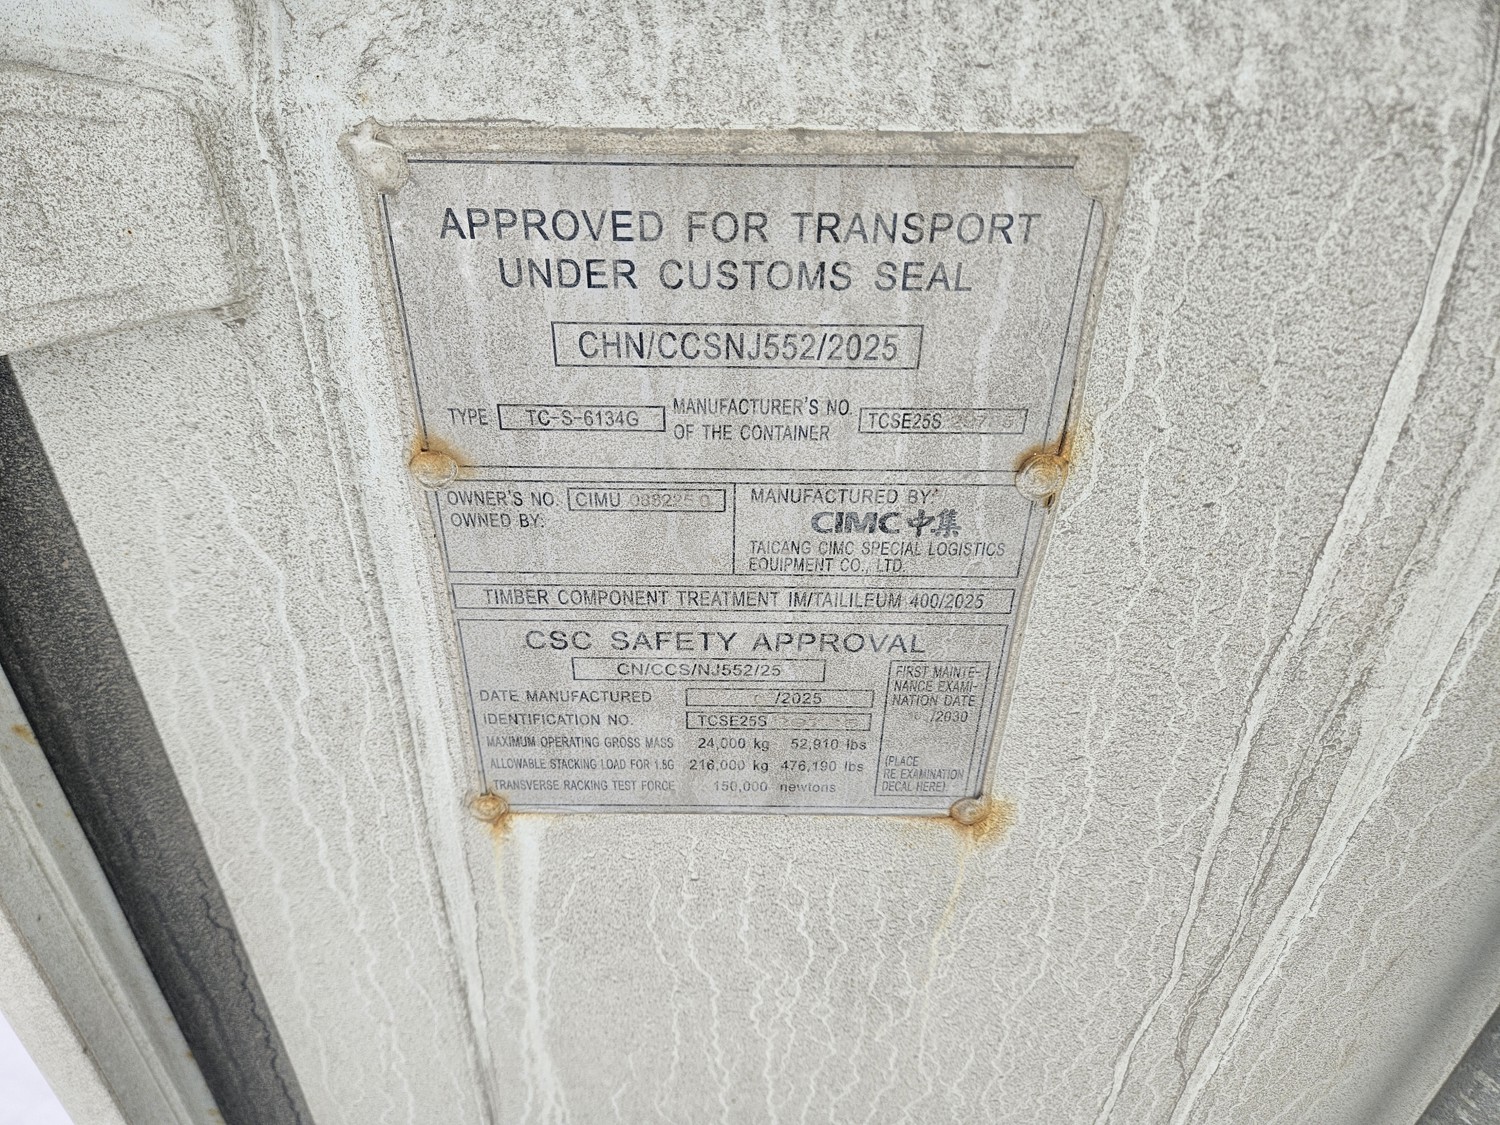 APPROVED FOR TRANSPORT
UNDER CUSTOMS SEAL
CHN/CCSNJ552/2025
TYPE TC-S-6134G MANUFACTURER'S NO. OF THE CONTAINER TCSE25S
OWNER'S NO. CIMU
OWNED BY:
MANUFACTURED BY:
CIMC 中集
TAICANG CIMC SPECIAL LOGISTICS
EQUIPMENT CO., LTD.
TIMBER COMPONENT TREATMENT IM/TAILILEUM 400/2025
CSC SAFETY APPROVAL
CN/CCS/NJ552/25
DATE MANUFACTURED /2025
IDENTIFICATION NO. TCSE25S
MAXIMUM OPERATING GROSS MASS 24,000 kg 52,910 lbs
ALLOWABLE STACKING LOAD FOR 1.8G 216,000 kg 476,190 lbs
TRANSVERSE RACKING TEST FORCE 150,000 newtons
FIRST MAINTE-
NANCE EXAMI-
NATION DATE
/2030
(PLACE
RE EXAMINATION
DECAL HERE)